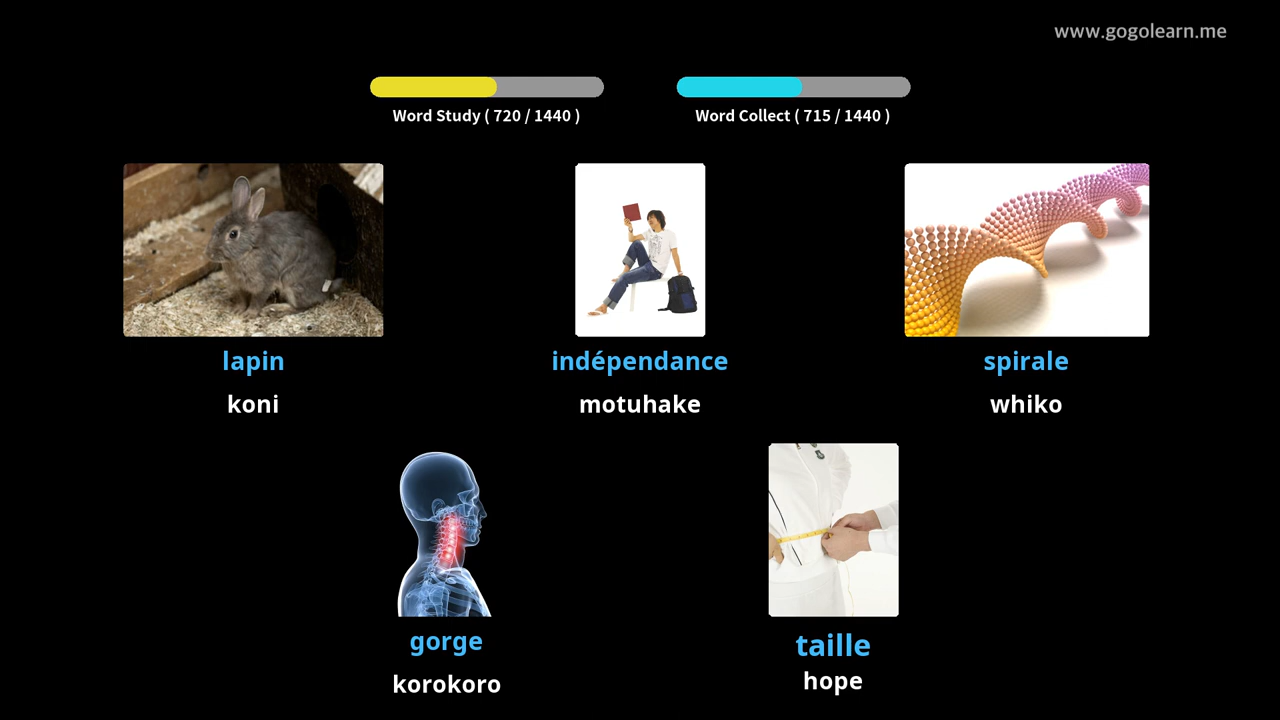 www.gogolearn.me
Word Study ( 720 / 1440 )
Word Collect ( 715 / 1440 )
lapin
koni
indépendance
motuhake
spirale
whiko
gorge
korokoro
taille
hope